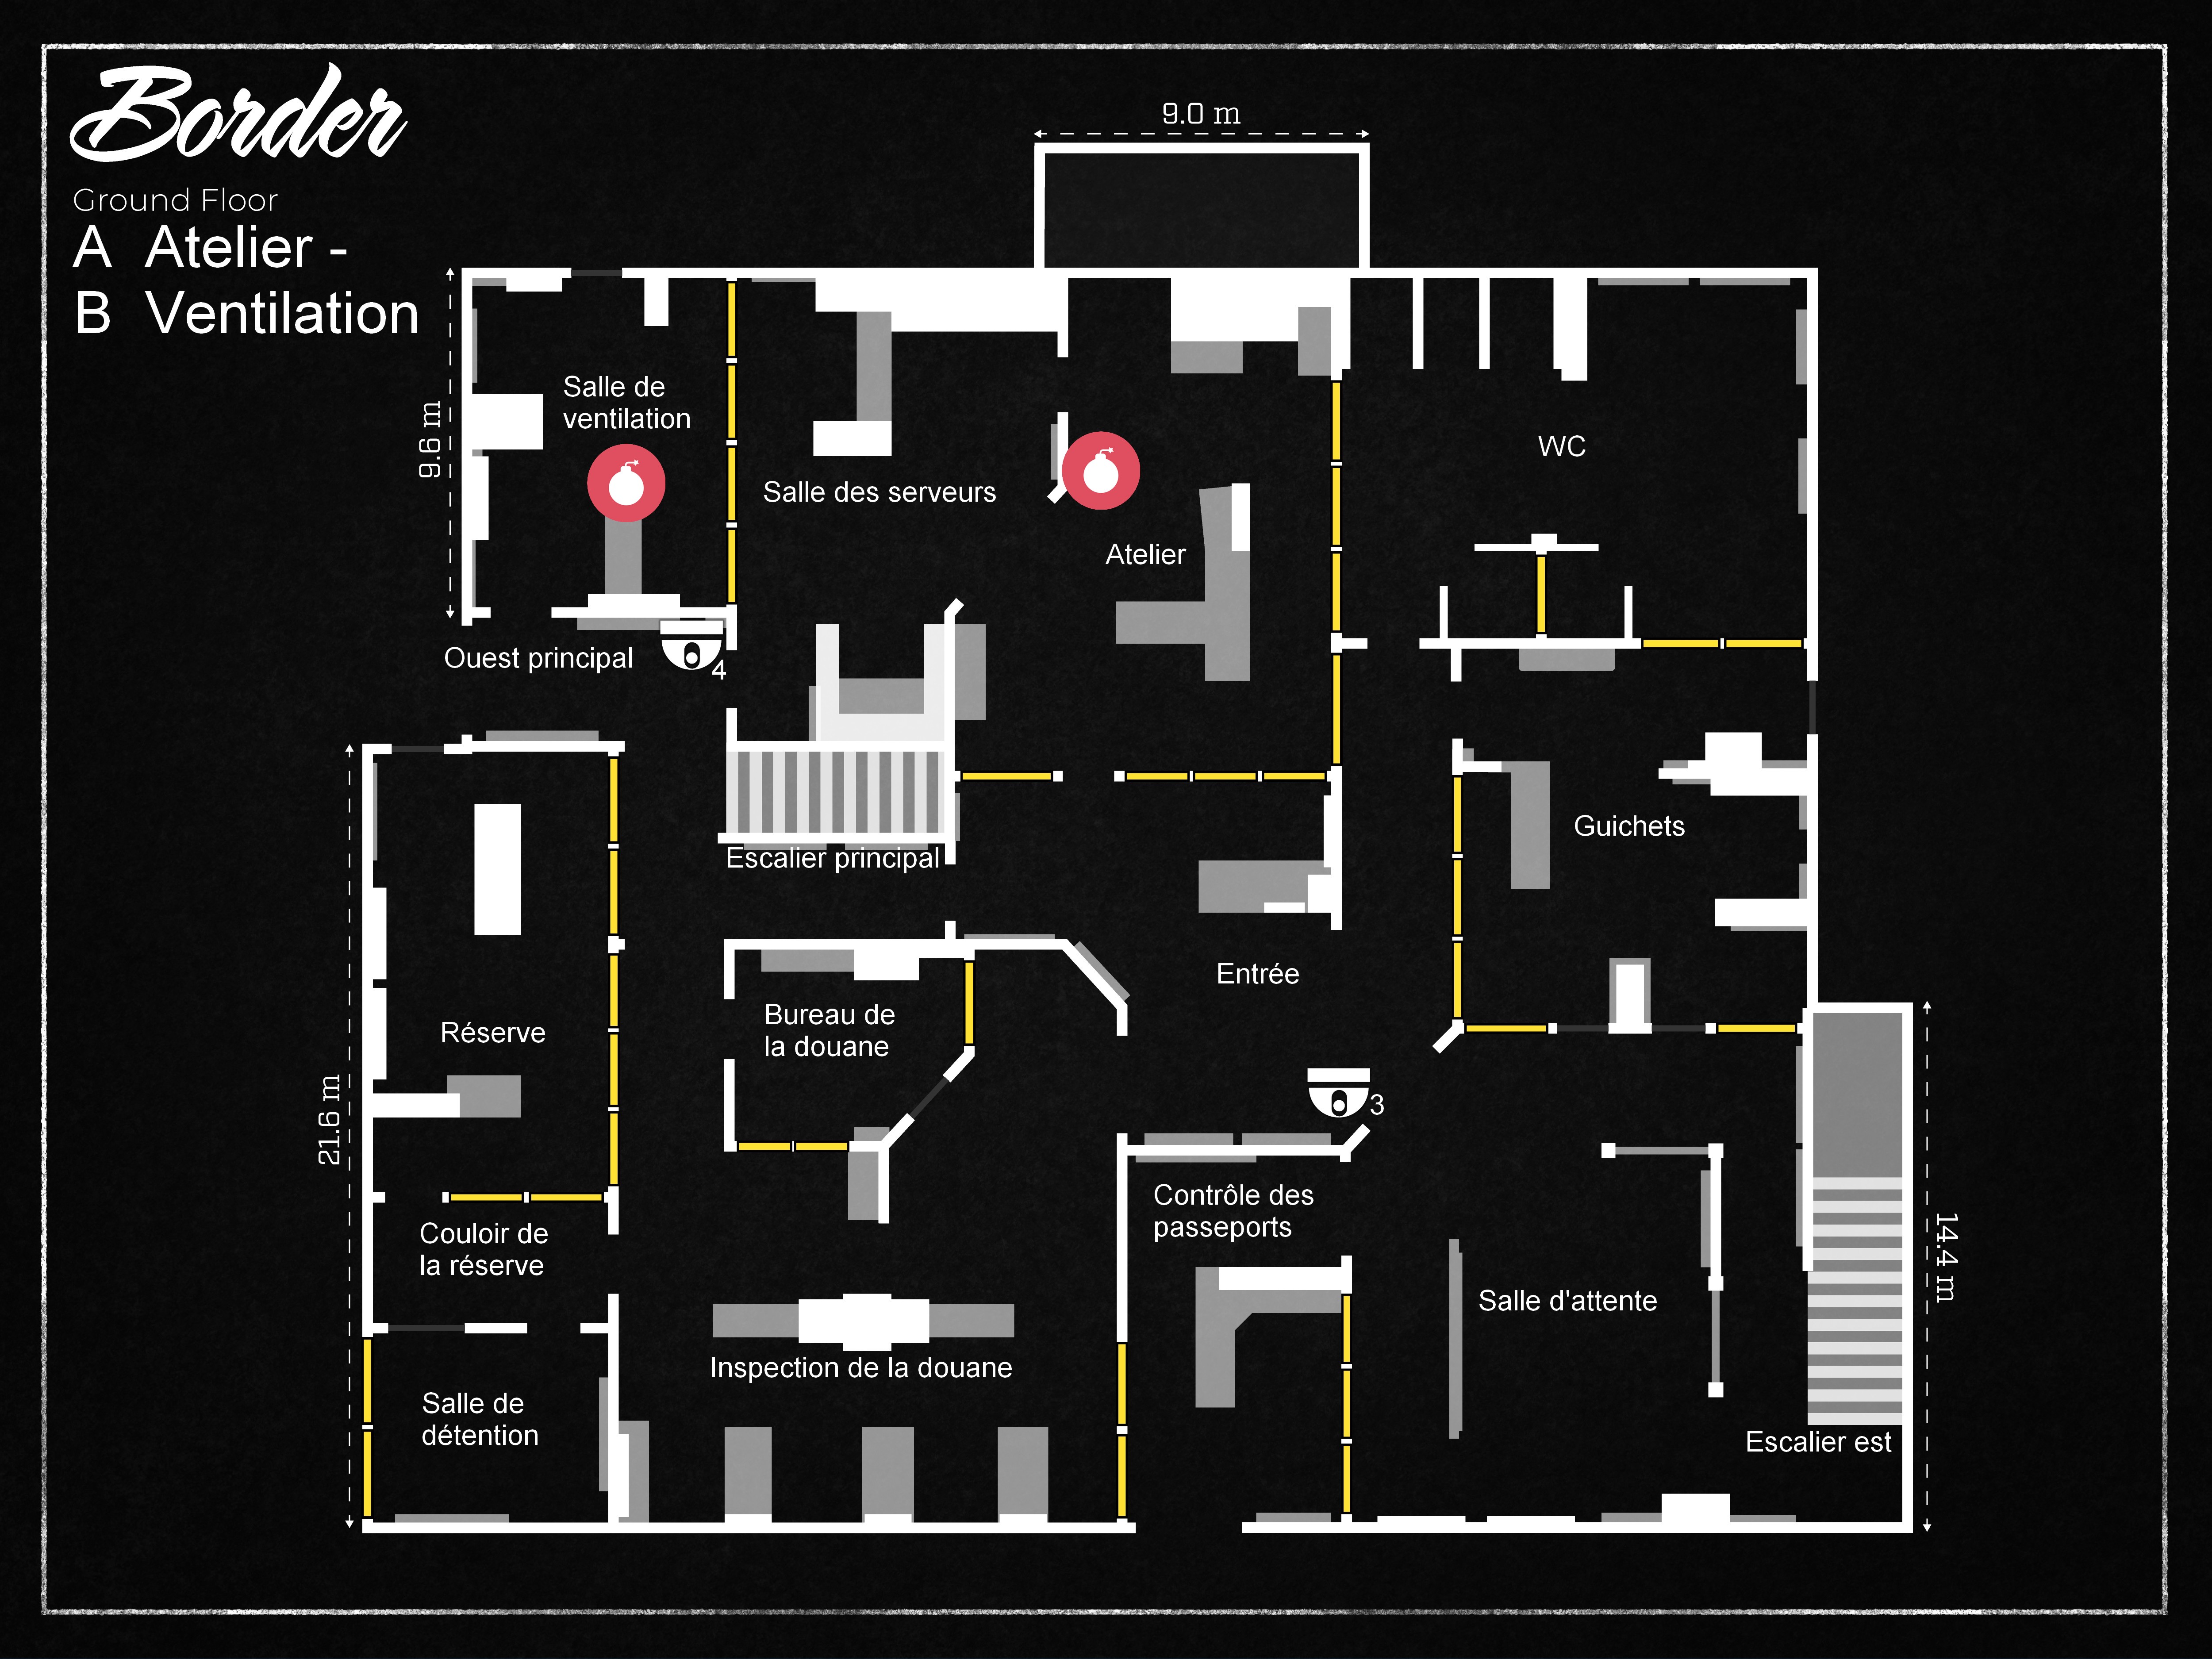 Border
Ground Floor
A Atelier -
B Ventilation
9.0 m
9.6 m
Salle de
ventilation
Salle des serveurs
Atelier
WC
Ouest principal
4
Guichets
Escalier principal
Entrée
Bureau de
la douane
Réserve
21.6 m
3
Contrôle des
passeports
Couloir de
la réserve
Salle d'attente
14.4 m
Inspection de la douane
Salle de
détention
Escalier est